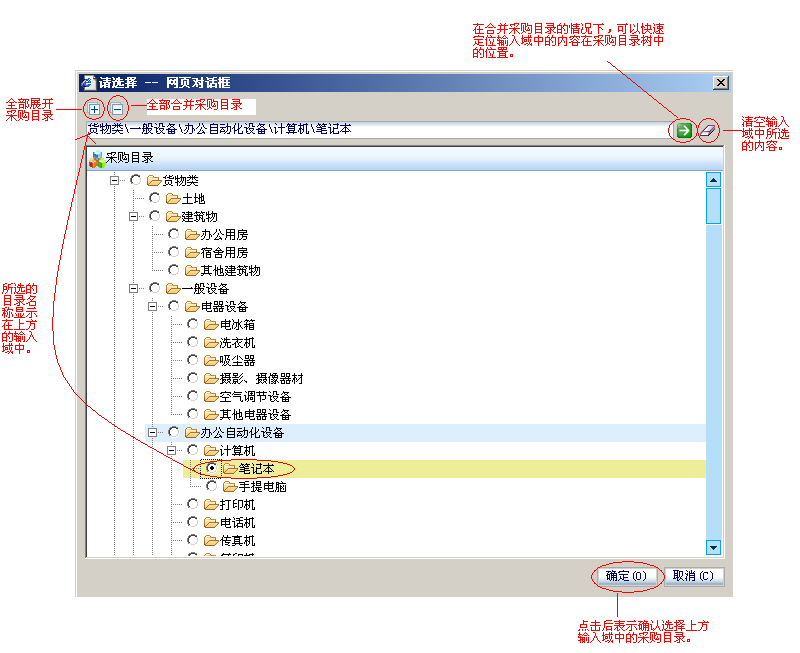 在合并采购目录的情况下，可以快速
定位输入域中的内容在采购目录树中
的位置。
请选择 -- 网页对话框
全部展开
采购目录
全部合并采购目录
货物类\一般设备\办公自动化设备\计算机\笔记本
清空输入
域中所选
的内容。
采购目录
货物类
土地
建筑物
办公用房
宿舍用房
其他建筑物
一般设备
电器设备
电冰箱
洗衣机
吸尘器
摄影、摄像器材
空气调节设备
其他电器设备
办公自动化设备
计算机
笔记本
手提电脑
打印机
电话机
传真机
所选的
目录名
称显示
在上方
的输入
域中。
确定(O) 取消(C)
点击后表示确认选择上方
输入域中的采购目录。